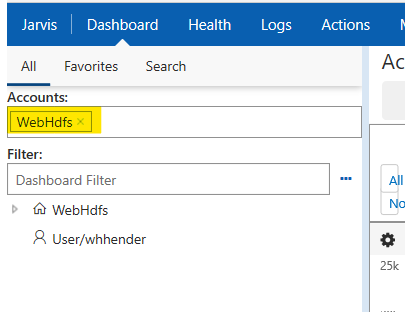 Jarvis Dashboard Health Logs Actions
All Favorites Search
Accounts:
WebHdfs ×
Filter:
Dashboard Filter ···
WebHdfs
User/whhender
Ac
All
No
25k